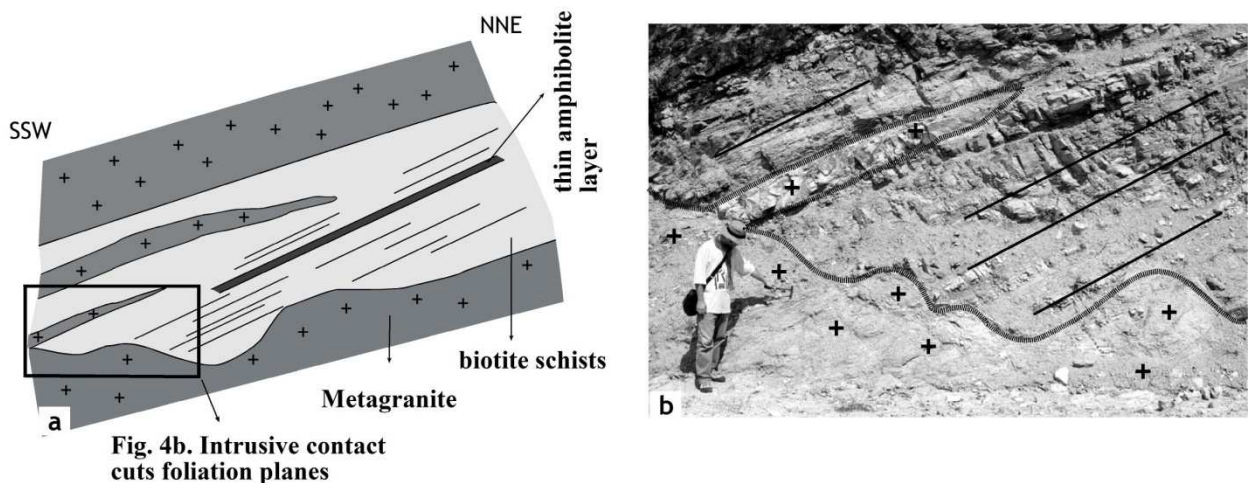 NNE
SSW
thin amphibolite
layer
biotite schists
Metagranite
a
Fig. 4b. Intrusive contact
cuts foliation planes
b